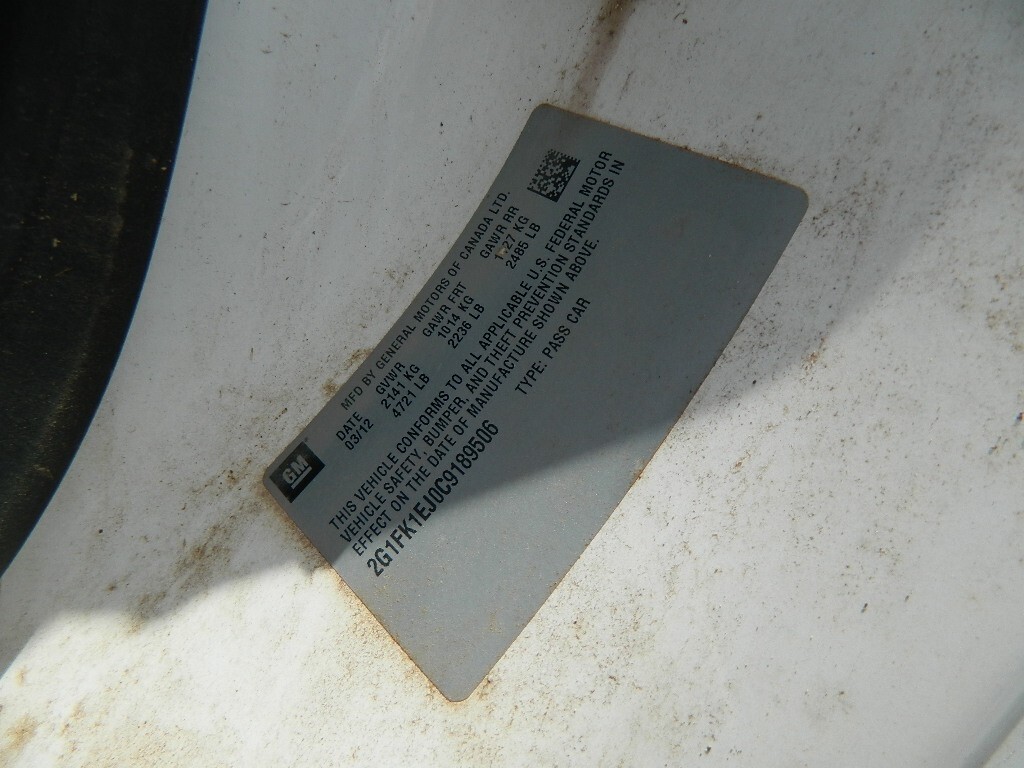 GM
MFD BY GENERAL MOTORS OF CANADA LTD.
DATE GVWR GAWR FRT GAWR RR
03/12 2141 KG 1014 KG 1127 KG
4721 LB 2236 LB 2485 LB
THIS VEHICLE CONFORMS TO ALL APPLICABLE U.S. FEDERAL MOTOR
VEHICLE SAFETY, BUMPER, AND THEFT PREVENTION STANDARDS IN
EFFECT ON THE DATE OF MANUFACTURE SHOWN ABOVE.
2G1FK1EJ0C9189506 TYPE: PASS CAR